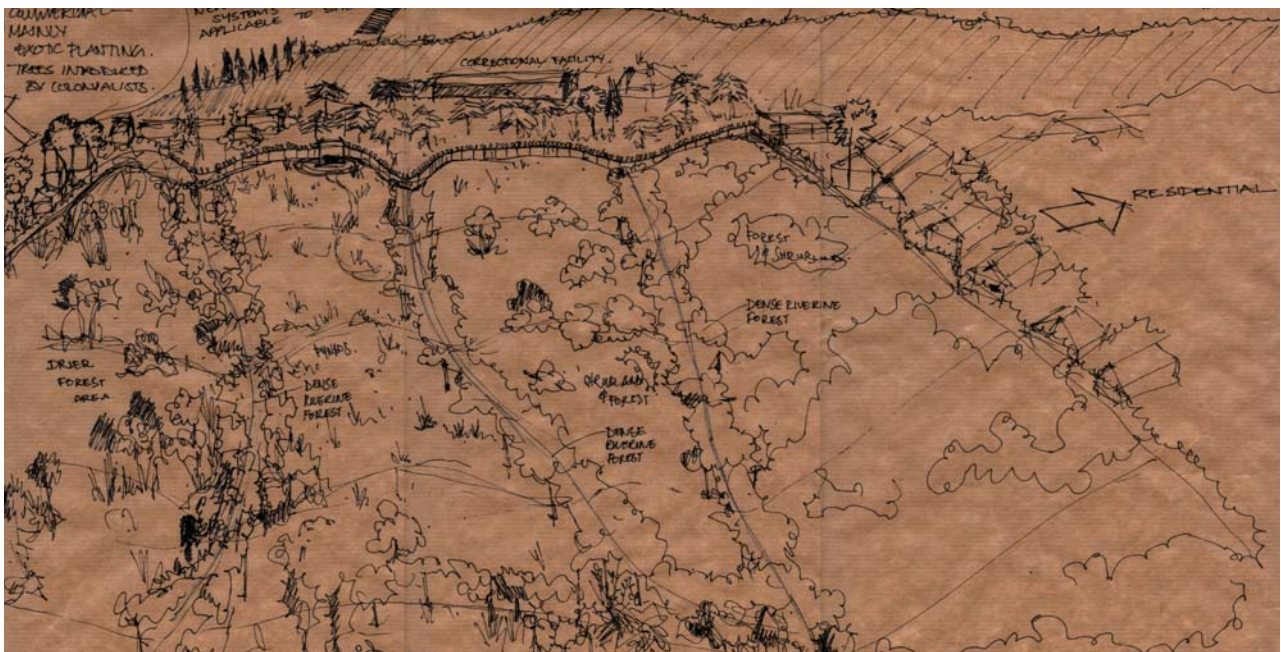 COMMERCIAL
MAINLY
EXOTIC PLANTING.
TREES INTRODUCED
BY COLONIALISTS.
SYSTEMS
APPLICABLE TO
CORRECTIONAL FACILITY.
RESIDENTIAL
FOREST
& SHRUBLAND.
DENSE RIVERINE
FOREST
DRIER
FOREST
AREA
DENSE
RIVERINE
FOREST
SHRUBLAND
& FOREST
DENSE
RIVERINE
FOREST